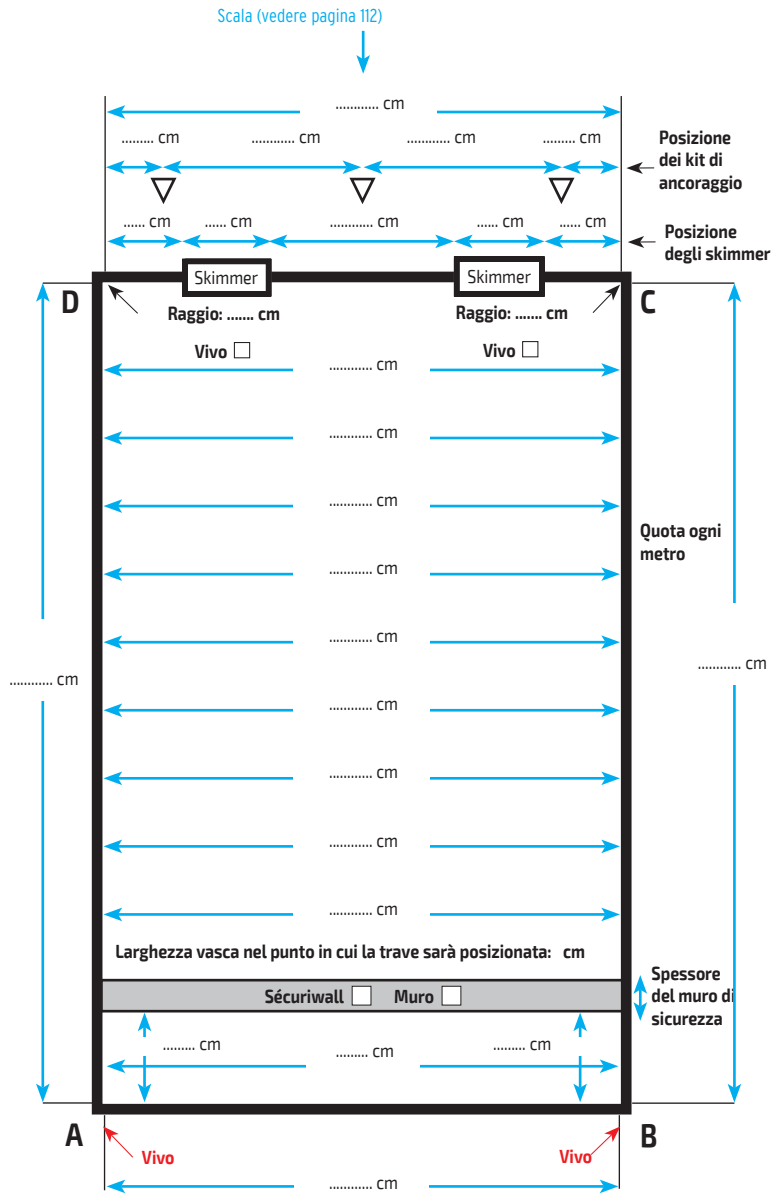 Scala (vedere pagina 112)
............ cm
......... cm ............ cm ............ cm ......... cm
Posizione
dei kit di
ancoraggio
...... cm ...... cm ............ cm ...... cm ...... cm
Posizione
degli skimmer
Skimmer Skimmer
D C
Raggio: ....... cm Raggio: ....... cm
Vivo Vivo
............ cm
............ cm
............ cm
Quota ogni
metro
............ cm
............ cm
............ cm ............ cm
............ cm
............ cm
............ cm
............ cm
Larghezza vasca nel punto in cui la trave sarà posizionata: cm
Sécuriwall Muro
Spessore
del muro di
sicurezza
......... cm ......... cm ......... cm
A B
Vivo Vivo
............ cm